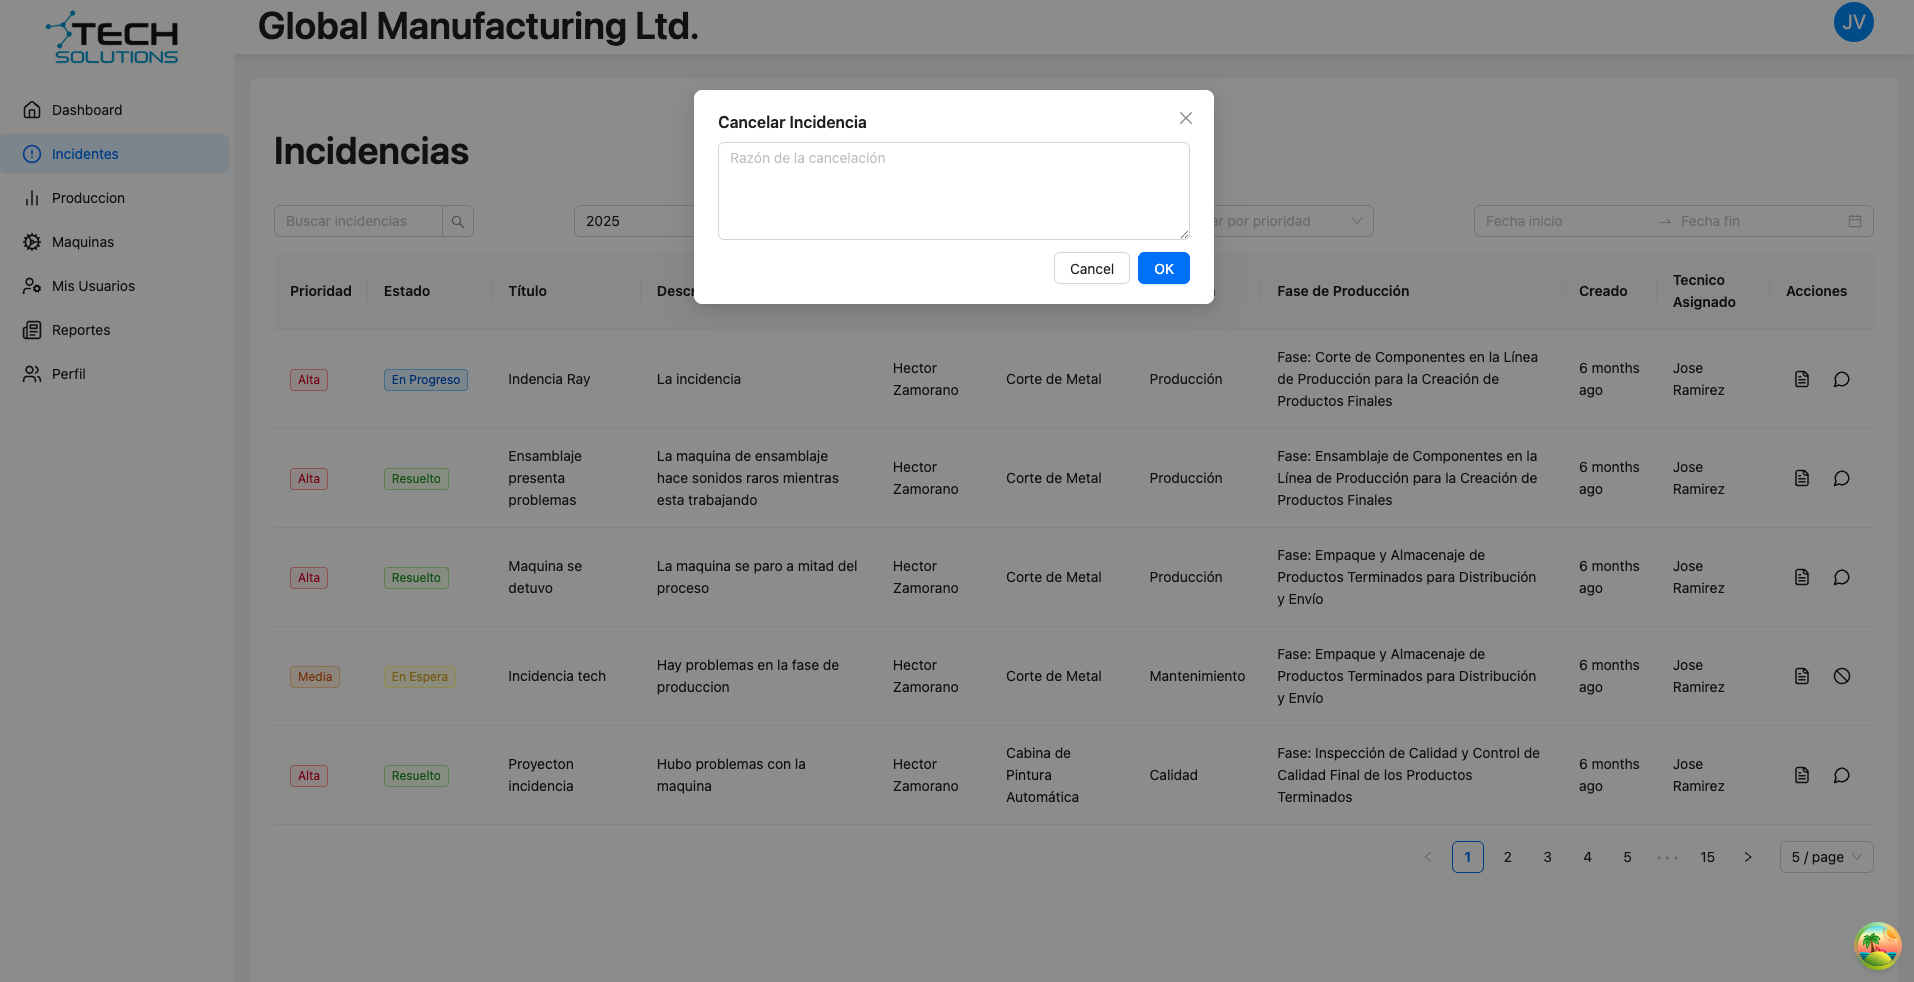 TECH
SOLUTIONS
Global Manufacturing Ltd.
JV
Dashboard
Incidentes
Produccion
Maquinas
Mis Usuarios
Reportes
Perfil
Cancelar Incidencia
Razón de la cancelación
Cancel
OK
Incidencias
Buscar incidencias
2025
por prioridad
Fecha inicio
Fecha fin
Prioridad
Estado
Título
Fase de Producción
Creado
Tecnico
Asignado
Acciones
Alta
En Progreso
Indencia Ray
La incidencia
Hector
Zamorano
Corte de Metal
Producción
Fase: Corte de Componentes en la Línea
de Producción para la Creación de
Productos Finales
6 months
ago
Jose
Ramirez
Alta
Resuelto
Ensamblaje
presenta
problemas
La maquina de ensamblaje
hace sonidos raros mientras
esta trabajando
Hector
Zamorano
Corte de Metal
Producción
Fase: Ensamblaje de Componentes en la
Línea de Producción para la Creación de
Productos Finales
6 months
ago
Jose
Ramirez
Alta
Resuelto
Maquina se
detuvo
La maquina se paro a mitad del
proceso
Hector
Zamorano
Corte de Metal
Producción
Fase: Empaque y Almacenaje de
Productos Terminados para Distribución
y Envío
6 months
ago
Jose
Ramirez
Media
En Espera
Incidencia tech
Hay problemas en la fase de
produccion
Hector
Zamorano
Corte de Metal
Mantenimiento
Fase: Empaque y Almacenaje de
Productos Terminados para Distribución
y Envío
6 months
ago
Jose
Ramirez
Alta
Resuelto
Proyecton
incidencia
Hubo problemas con la
maquina
Hector
Zamorano
Cabina de
Pintura
Automática
Calidad
Fase: Inspección de Calidad y Control de
Calidad Final de los Productos
Terminados
6 months
ago
Jose
Ramirez
1
2
3
4
5
•••
15
5 / page